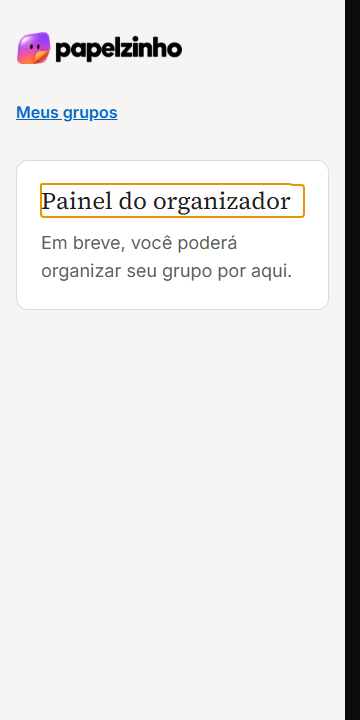 papelzinho
Meus grupos
Painel do organizador
Em breve, você poderá
organizar seu grupo por aqui.